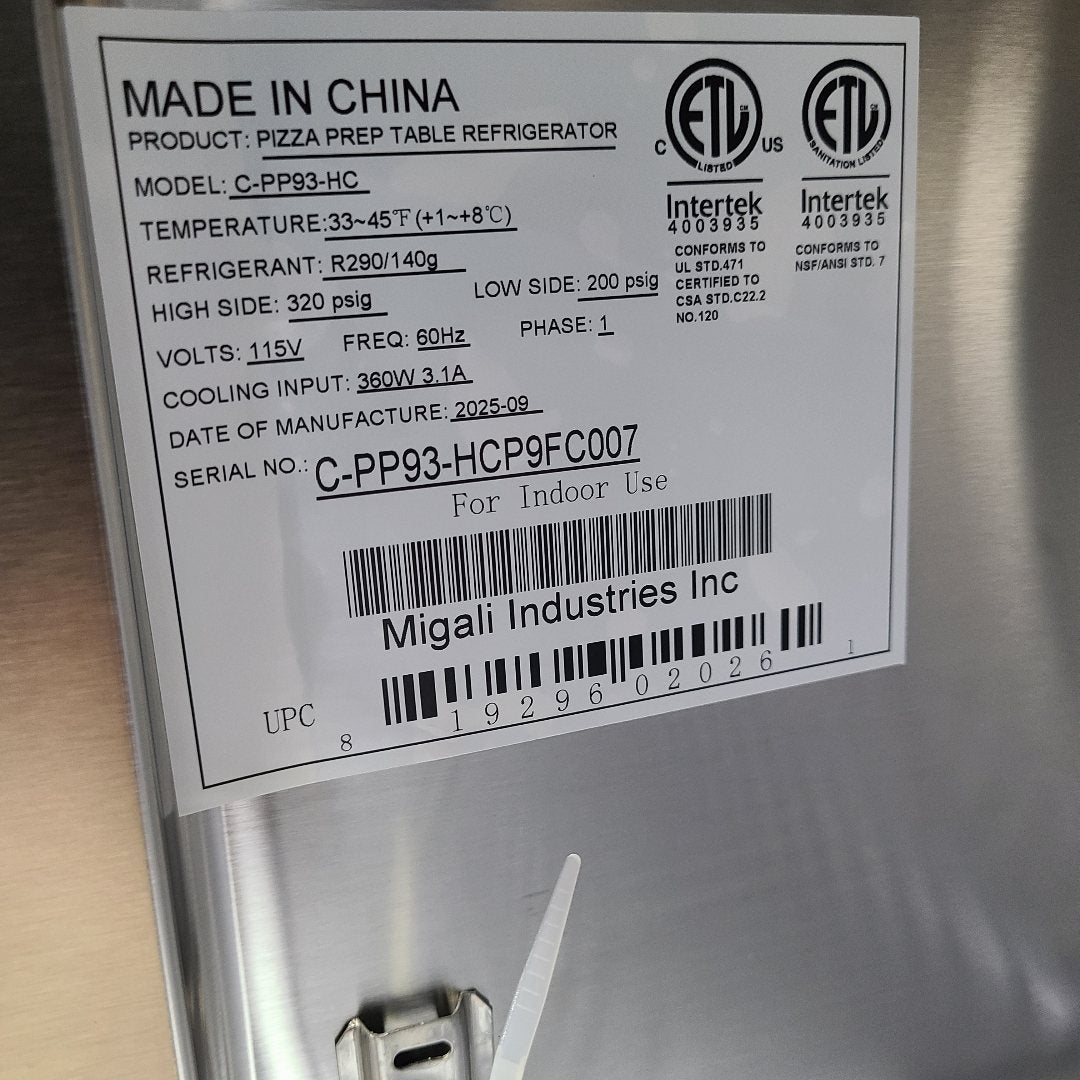 MADE IN CHINA
PRODUCT: PIZZA PREP TABLE REFRIGERATOR
MODEL: C-PP93-HC
TEMPERATURE:33~45℉(+1~+8℃)
REFRIGERANT: R290/140g
HIGH SIDE: 320 psig LOW SIDE: 200 psig
VOLTS: 115V FREQ: 60Hz PHASE: 1
COOLING INPUT: 360W 3.1A
DATE OF MANUFACTURE: 2025-09
SERIAL NO.: C-PP93-HCP9FC007
For Indoor Use
Migali Industries Inc
UPC 8 19296 02026 1
ETL CM
C US
LISTED
Intertek
4003935
CONFORMS TO
UL STD.471
CERTIFIED TO
CSA STD.C22.2
NO.120
ETL CM
SANITATION LISTED
Intertek
4003935
CONFORMS TO
NSF/ANSI STD. 7